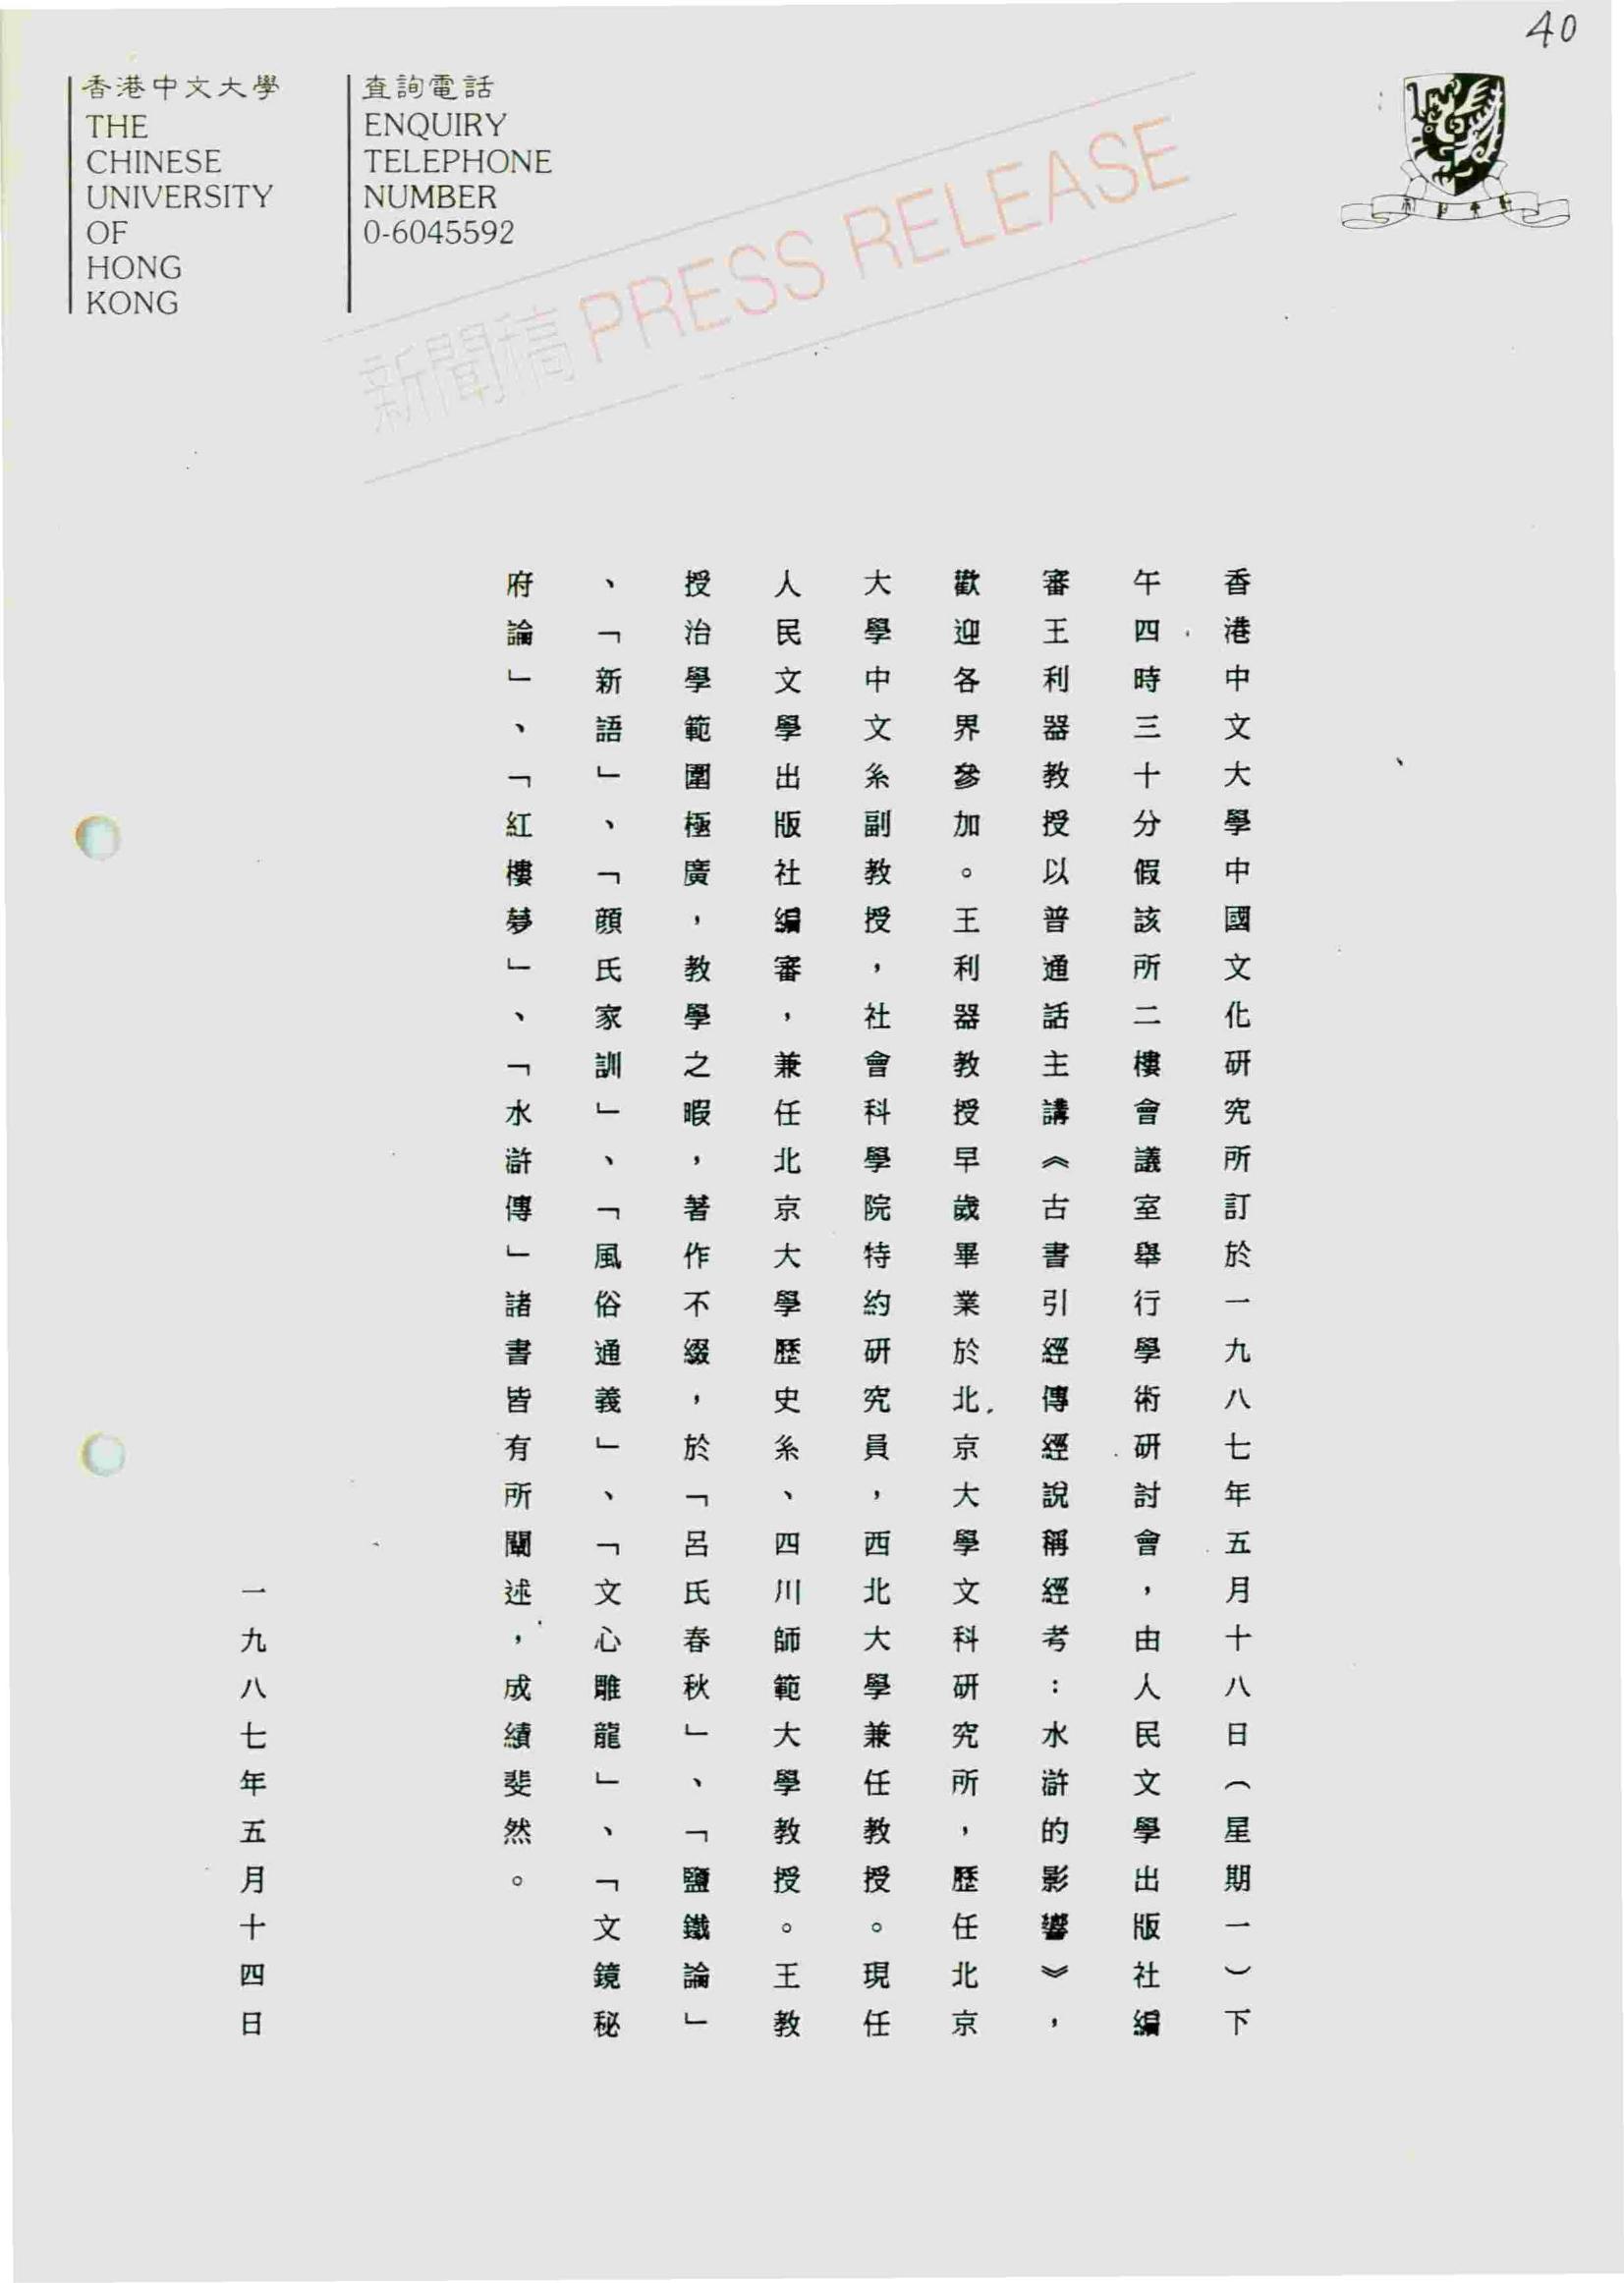 40
香港中文大學
THE
CHINESE
UNIVERSITY
OF
HONG
KONG
查詢電話
ENQUIRY
TELEPHONE
NUMBER
0-6045592
新聞稿 PRESS RELEASE
香港中文大學中國文化研究所訂於一九八七年五月十八日（星期一）下
午四時三十分假該所二樓會議室舉行學術研討會，由人民文學出版社編
審王利器教授以普通話主講《古書引經傳經說稱經考：水滸的影響》，
歡迎各界參加。王利器教授早歲畢業於北京大學文科研究所，歷任北京
大學中文系副教授，社會科學院特約研究員，西北大學兼任教授。現任
人民文學出版社編審，兼任北京大學歷史系、四川師範大學教授。王教
授治學範圍極廣，教學之暇，著作不綴，於「呂氏春秋」、「鹽鐵論」
、「新語」、「顏氏家訓」、「風俗通義」、「文心雕龍」、「文鏡秘
府論」、「紅樓夢」、「水滸傳」諸書皆有所闡述，成績斐然。
一九八七年五月十四日